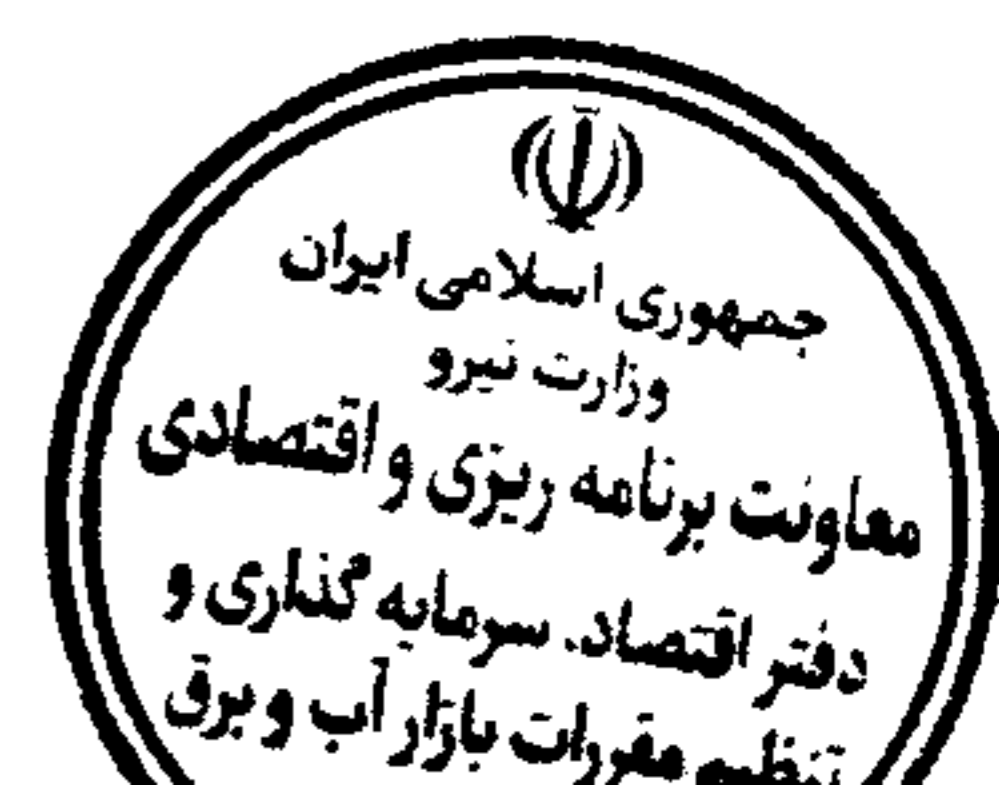 جمهوری اسلامی ایران
وزارت نیرو
معاونت برنامه ریزی و اقتصادی
دفتر اقتصاد، سرمایه گذاری و
تنظیم مقررات بازار آب و برق